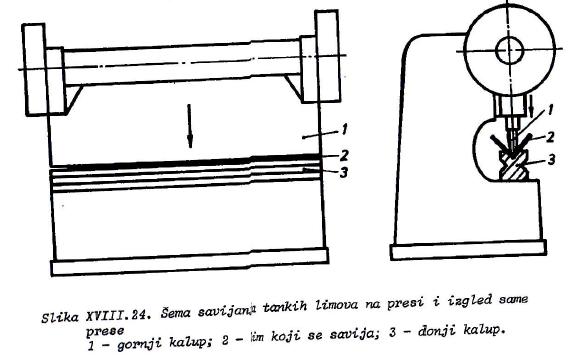 1
2
3
1
2
3
Slika XVIII.24. Šema savijanja tankih limova na presi i izgled same
prese
1 - gornji kalup; 2 - lim koji se savija; 3 - donji kalup.